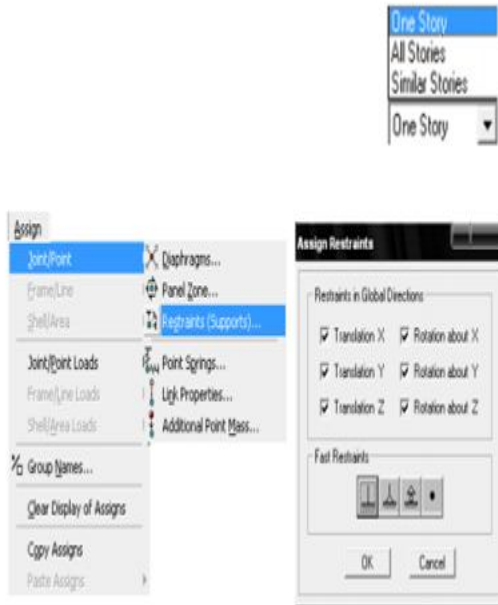 One Story
All Stories
Similar Stories
One Story
Assign
Joint/Point
Frame/Line
Shell/Area
Joint/Point Loads
Frame/Line Loads
Shell/Area Loads
Group Names...
Clear Display of Assigns
Copy Assigns
Paste Assigns
Diaphragms...
Panel Zone...
Restraints (Supports)...
Point Springs...
Link Properties...
Additional Point Mass...
Assign Restraints
Restraints in Global Directions
Translation X Rotation about X
Translation Y Rotation about Y
Translation Z Rotation about Z
Fast Restraints
OK Cancel